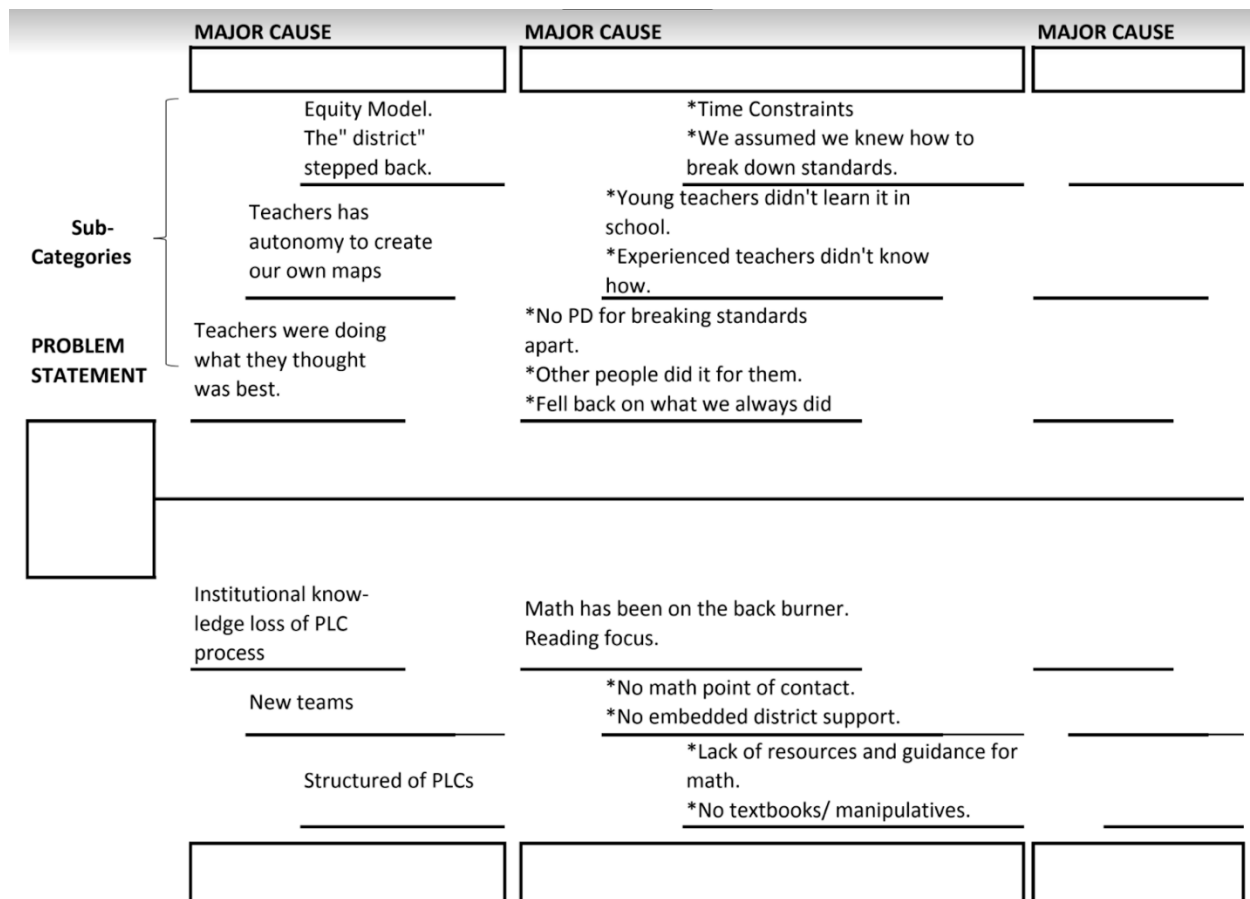 MAJOR CAUSE
MAJOR CAUSE
MAJOR CAUSE
Equity Model.
The" district"
stepped back.
*Time Constraints
*We assumed we knew how to
break down standards.
Sub-
Categories
Teachers has
autonomy to create
our own maps
*Young teachers didn't learn it in
school.
*Experienced teachers didn't know
how.
PROBLEM
STATEMENT
Teachers were doing
what they thought
was best.
*No PD for breaking standards
apart.
*Other people did it for them.
*Fell back on what we always did
Institutional know-
ledge loss of PLC
process
Math has been on the back burner.
Reading focus.
New teams
*No math point of contact.
*No embedded district support.
Structured of PLCs
*Lack of resources and guidance for
math.
*No textbooks/ manipulatives.